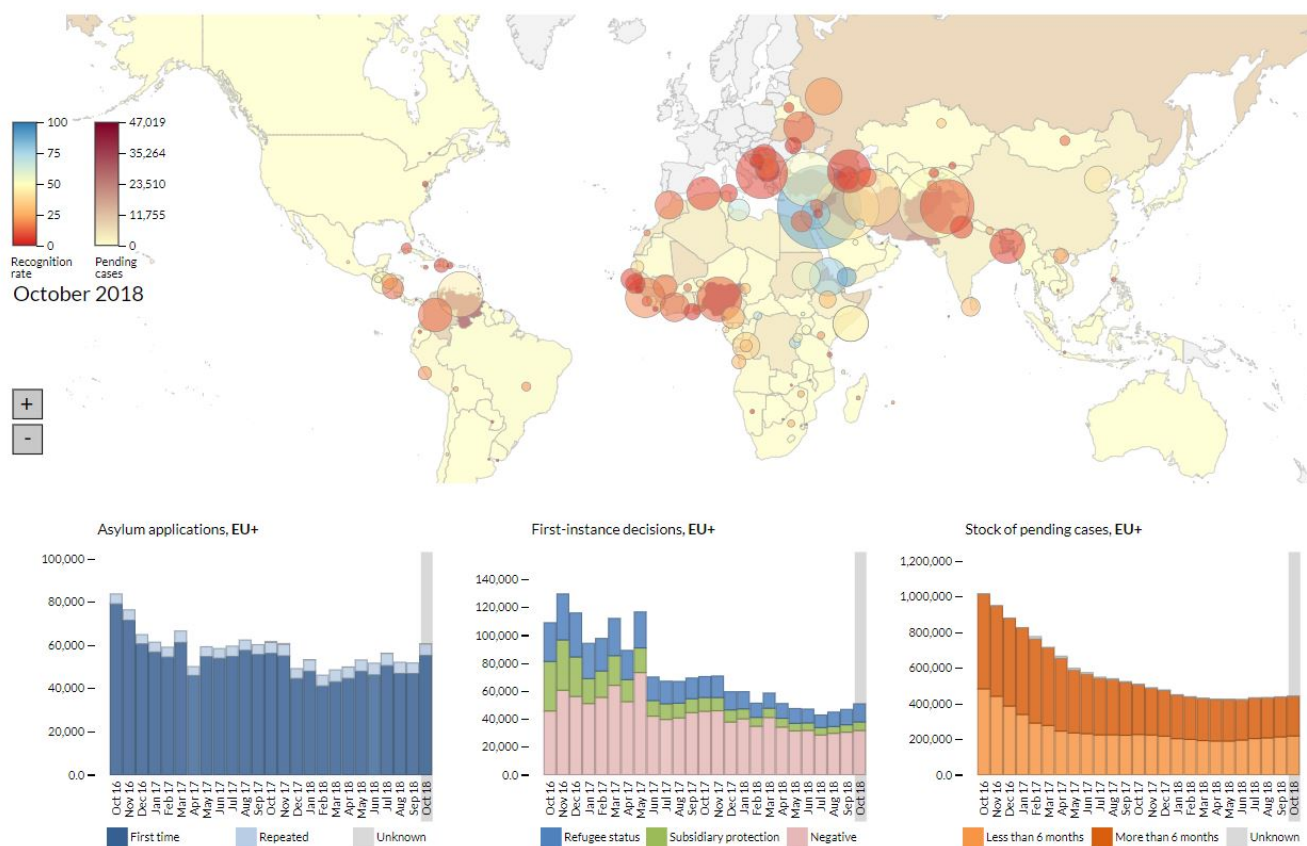 100
75
50
25
0
Recognition rate
47,019
35,264
23,510
11,755
0
Pending cases
October 2018
+
-
Asylum applications, EU+
100,000
80,000
60,000
40,000
20,000
0.0
Oct 16
Nov 16
Dec 16
Jan 17
Feb 17
Mar 17
Apr 17
May 17
Jun 17
Jul 17
Aug 17
Sep 17
Oct 17
Nov 17
Dec 17
Jan 18
Feb 18
Mar 18
Apr 18
May 18
Jun 18
Jul 18
Aug 18
Sep 18
Oct 18
First time
Repeated
Unknown
First-instance decisions, EU+
140,000
120,000
100,000
80,000
60,000
40,000
20,000
0.0
Oct 16
Nov 16
Dec 16
Jan 17
Feb 17
Mar 17
Apr 17
May 17
Jun 17
Jul 17
Aug 17
Sep 17
Oct 17
Nov 17
Dec 17
Jan 18
Feb 18
Mar 18
Apr 18
May 18
Jun 18
Jul 18
Aug 18
Sep 18
Oct 18
Refugee status
Subsidiary protection
Negative
Stock of pending cases, EU+
1,200,000
1,000,000
800,000
600,000
400,000
200,000
0.0
Oct 16
Nov 16
Dec 16
Jan 17
Feb 17
Mar 17
Apr 17
May 17
Jun 17
Jul 17
Aug 17
Sep 17
Oct 17
Nov 17
Dec 17
Jan 18
Feb 18
Mar 18
Apr 18
May 18
Jun 18
Jul 18
Aug 18
Sep 18
Oct 18
Less than 6 months
More than 6 months
Unknown